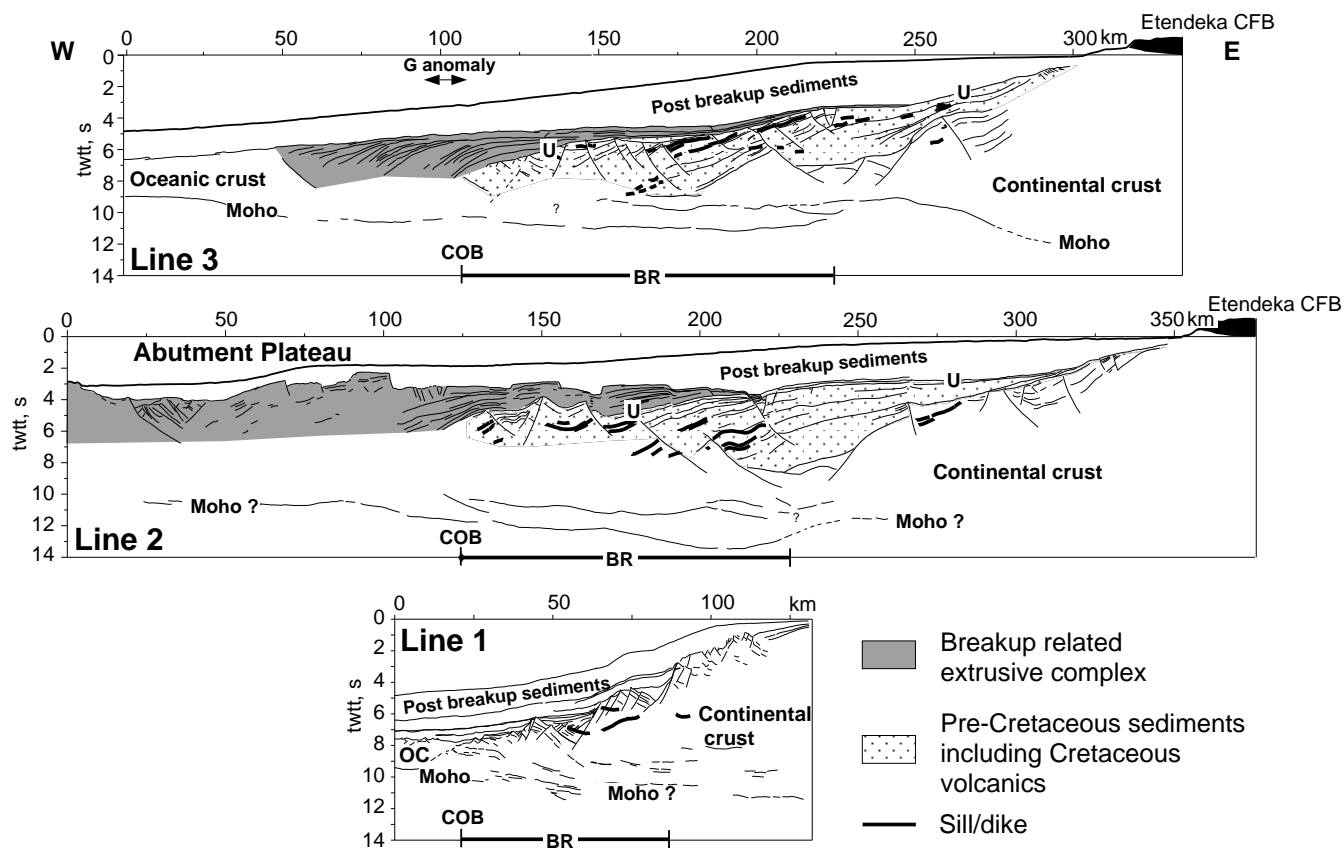 Etendeka CFB
W
0 50 100 150 200 250 300 km
E
G anomaly
0
2
4
6
8
10
12
14
twtt, s
Post breakup sediments
U
U
Oceanic crust
Continental crust
Moho
?
Moho
COB
Line 3
BR
Etendeka CFB
0 50 100 150 200 250 300 350 km
Abutment Plateau
0
2
4
6
8
10
12
14
twtt, s
Post breakup sediments
U
U
Continental crust
Moho ?
?
Moho ?
COB
Line 2
BR
0 50 100 km
Line 1
0
2
4
6
8
10
12
14
twtt, s
Post breakup sediments
Continental
crust
OC
Moho
Moho ?
COB
BR
Breakup related
extrusive complex
Pre-Cretaceous sediments
including Cretaceous
volcanics
Sill/dike